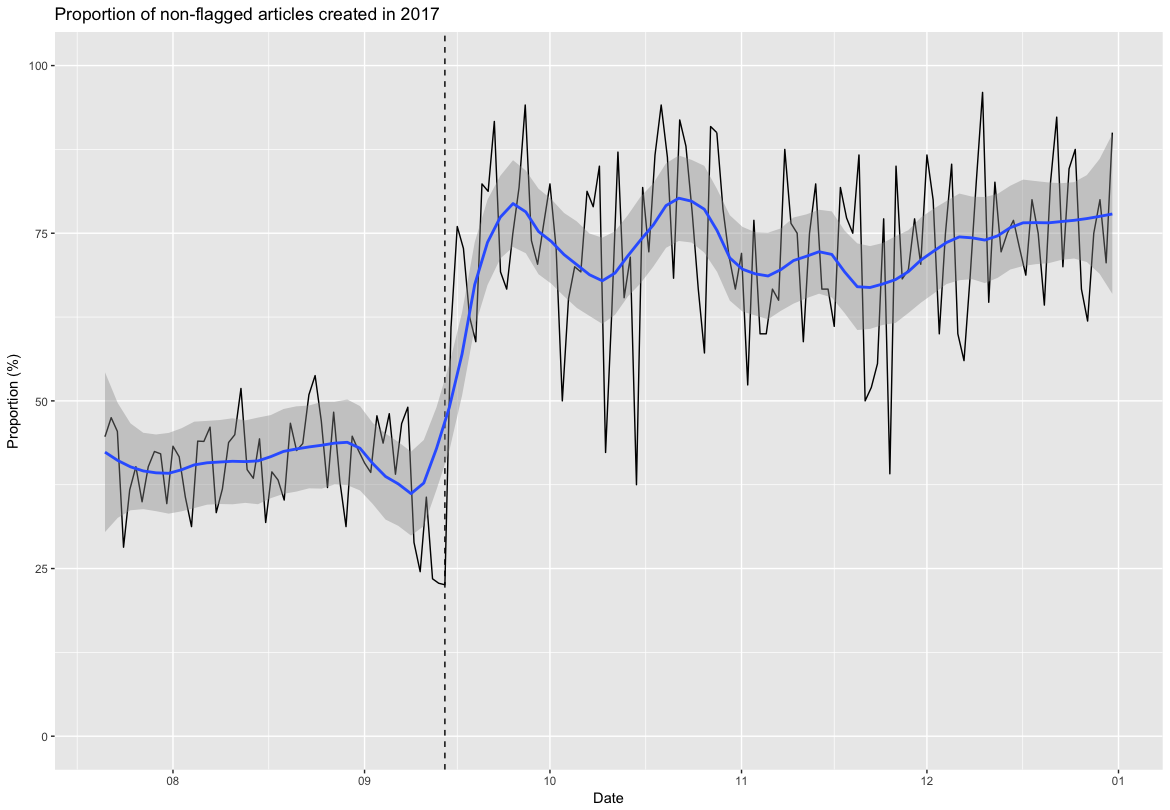 Proportion of non-flagged articles created in 2017
Proportion (%)
100
75
50
25
0
08 09 10 11 12 01
Date